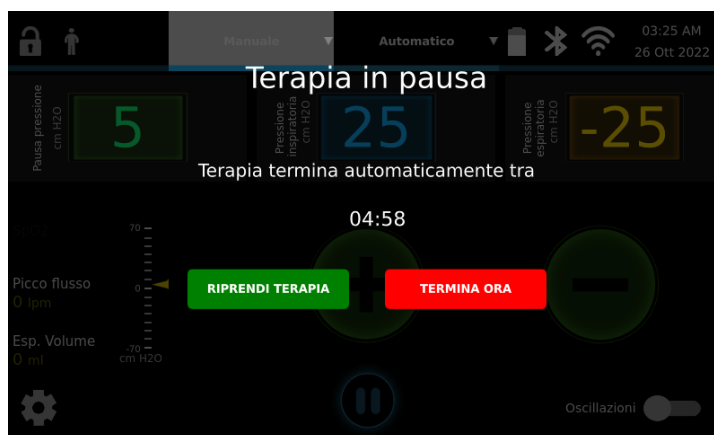 Manuale
Automatico
03:25 AM
26 Ott 2022
Terapia in pausa
Pausa pressione
cm H2O
5
Pressione
inspiratoria
cm H2O
25
Pressione
espiratoria
cm H2O
-25
Terapia termina automaticamente tra
04:58
70
Picco flusso
0 lpm
0
RIPRENDI TERAPIA
TERMINA ORA
Esp. Volume
0 ml
-70
cm H2O
Oscillazioni